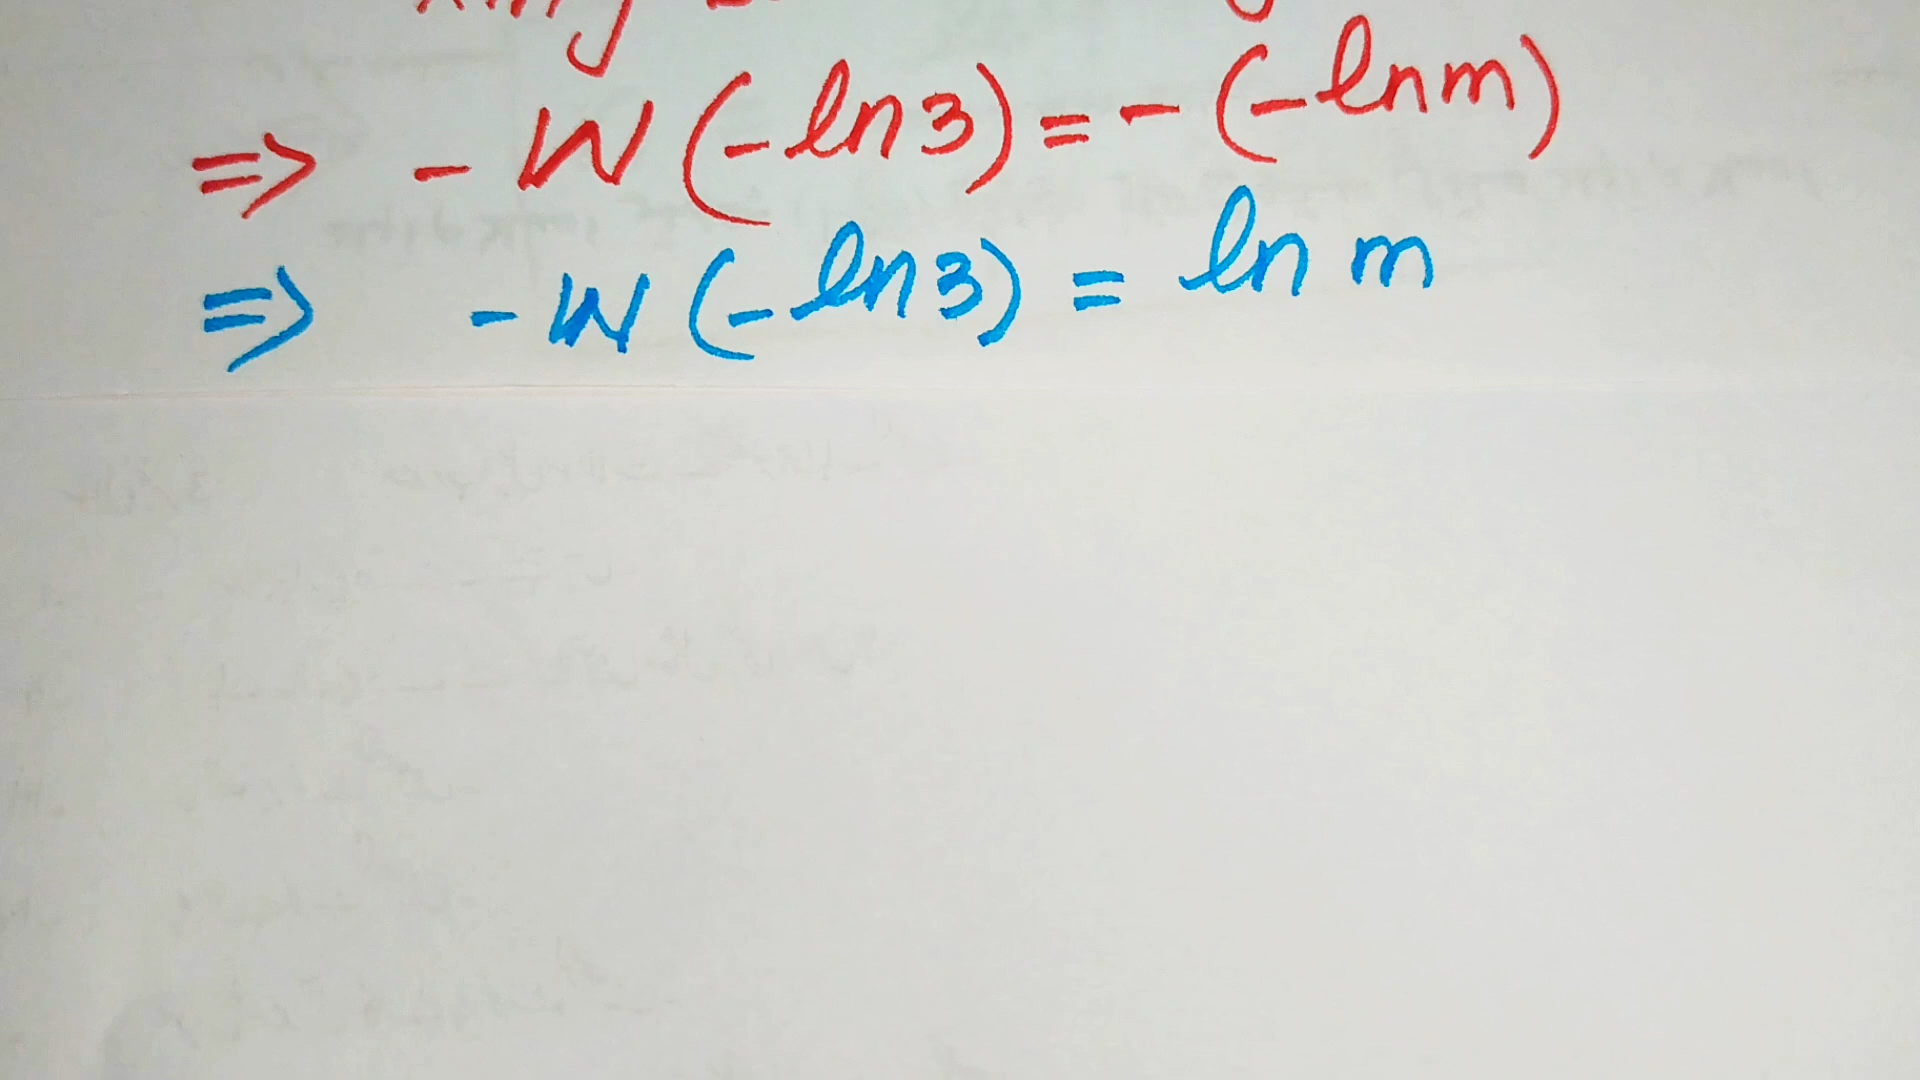 ⇒ - W (-ln3) = - (-lnm)
⇒ - W (-ln3) = ln m